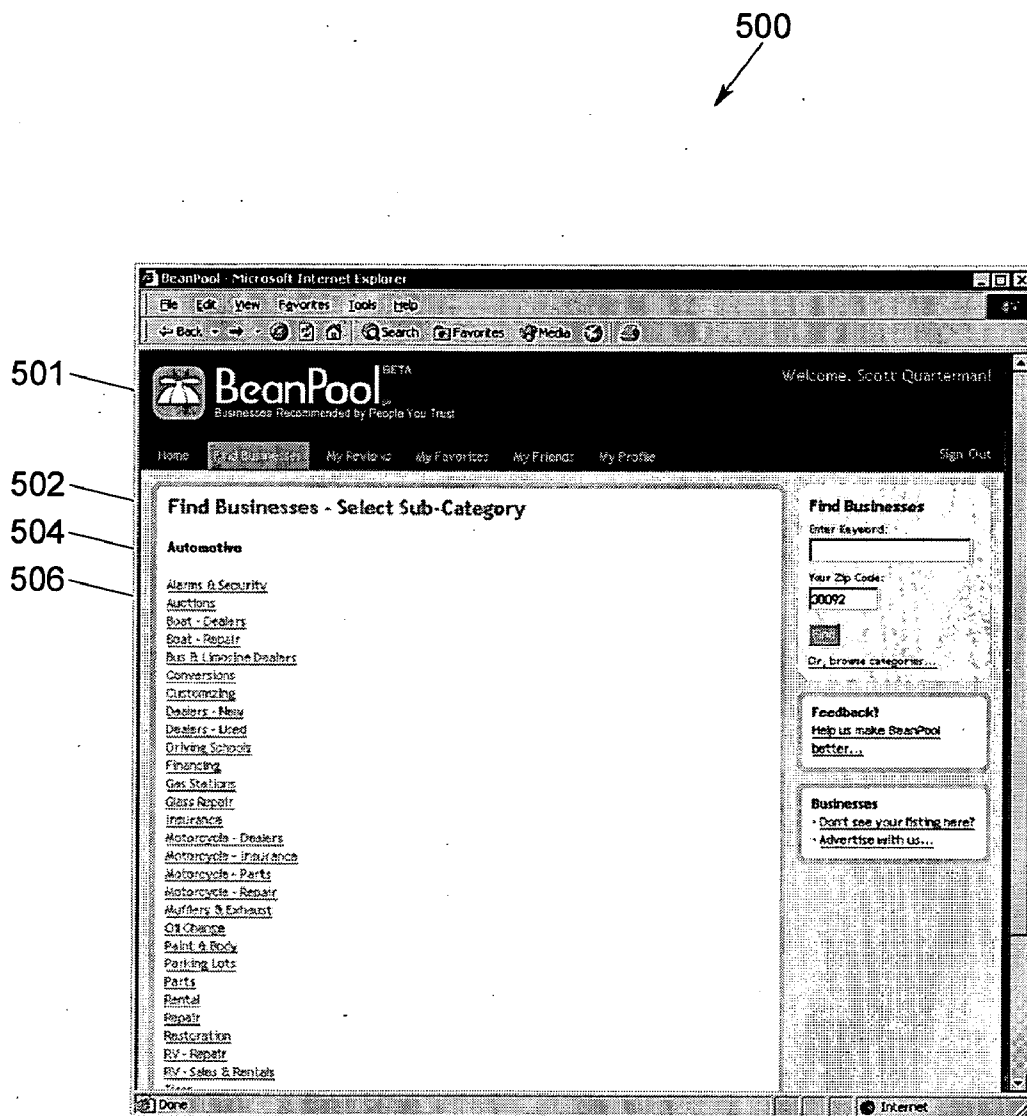 500
BeanPool - Microsoft Internet Explorer
File Edit View Favorites Tools Help
Back Search Favorites Media
501
BeanPool BETA
Businesses Recommended by People You Trust
Welcome, Scott Quarterman!
Home Find Businesses My Reviews My Favorites My Friends My Profile Sign Out
502
Find Businesses - Select Sub-Category
504
Automotive
506
Alarms & Security
Auctions
Boat - Dealers
Boat - Repair
Bus & Limosine Dealers
Conversions
Customizing
Dealers - New
Dealers - Used
Driving Schools
Financing
Gas Stations
Glass Repair
Insurance
Motorcycle - Dealers
Motorcycle - Insurance
Motorcycle - Parts
Motorcycle - Repair
Mufflers & Exhaust
Oil Change
Paint & Body
Parking Lots
Parts
Rental
Repair
Restoration
RV - Repair
RV - Sales & Rentals
Find Businesses
Enter Keyword:
Your Zip Code:
30092
Or, browse categories...
Feedback?
Help us make BeanPool
better...
Businesses
- Don't see your listing here?
- Advertise with us...
Done
Internet